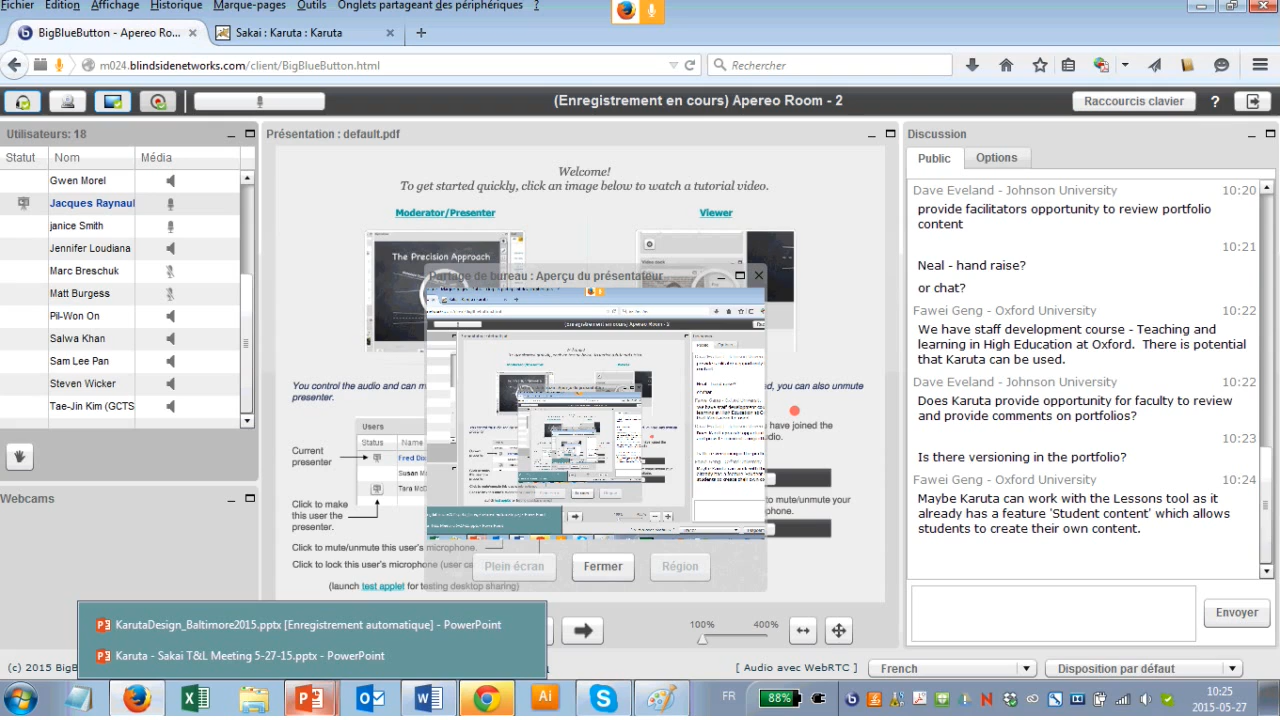 Fichier Edition Affichage Historique Marque-pages Outils Onglets partageant des périphériques ?
BigBlueButton - Apereo Ro... Sakai : Karuta : Karuta
m024.blindsidenetworks.com/client/BigBlueButton.html Rechercher
(Enregistrement en cours) Apereo Room - 2 Raccourcis clavier ?
Utilisateurs: 18
Statut Nom Média
Gwen Morel
Jacques Raynaul
janice Smith
Jennifer Loudiana
Marc Breschuk
Matt Burgess
Pil-Won On
Salwa Khan
Sam Lee Pan
Steven Wicker
Tae-Jin Kim (GCTS
Webcams
Présentation : default.pdf
Welcome!
To get started quickly, click an image below to watch a tutorial video.
Moderator/Presenter Viewer
The Precision Approach
Partage de bureau : Aperçu du présentateur
(Enregistrement en cours) Apereo Room - 2
You control the audio and can m
presenter.
d, you can also unmute
have joined the
dio.
Users
Status Name
Current
presenter
Fred Do
Susan M
Tara McD
Click to make
this user the
presenter.
to mute/unmute your
phone.
Click to mute/unmute this user's microphone.
Click to lock this user's microphone (user ca
(launch test applet for testing desktop sharing)
Plein écran Fermer Région
100% 400%
Discussion
Public Options
Dave Eveland - Johnson University 10:20
provide facilitators opportunity to review portfolio
content
10:21
Neal - hand raise?
or chat?
Fawei Geng - Oxford University 10:22
We have staff development course - Teaching and
learning in High Education at Oxford. There is potential
that Karuta can be used.
Dave Eveland - Johnson University 10:22
Does karuta provide opportunity for faculty to review
and provide comments on portfolios?
10:23
Is there versioning in the portfolio?
Fawei Geng - Oxford University 10:24
Maybe Karuta can work with the Lessons tool as it
already has a feature 'Student content' which allows
students to create their own content.
Envoyer
KarutaDesign_Baltimore2015.pptx [Enregistrement automatique] - PowerPoint
Karuta - Sakai T&L Meeting 5-27-15.pptx - PowerPoint
(c) 2015 BigB [ Audio avec WebRTC ] French Disposition par défaut
FR 88% 10:25
2015-05-27